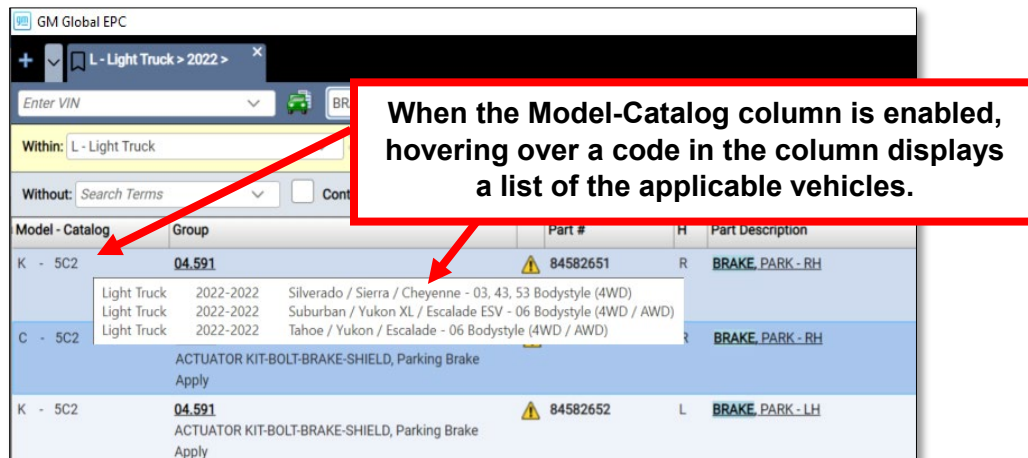 GM Global EPC
L - Light Truck > 2022 >
Enter VIN
When the Model-Catalog column is enabled,
hovering over a code in the column displays
a list of the applicable vehicles.
Within: L - Light Truck
Without: Search Terms
Model - Catalog Group Part # H Part Description
K - 5C2 04.591 84582651 R BRAKE, PARK - RH
Light Truck 2022-2022 Silverado / Sierra / Cheyenne - 03, 43, 53 Bodystyle (4WD)
Light Truck 2022-2022 Suburban / Yukon XL / Escalade ESV - 06 Bodystyle (4WD / AWD)
Light Truck 2022-2022 Tahoe / Yukon / Escalade - 06 Bodystyle (4WD / AWD)
C - 5C2 R BRAKE, PARK - RH
ACTUATOR KIT-BOLT-BRAKE-SHIELD, Parking Brake
Apply
K - 5C2 04.591 84582652 L BRAKE, PARK - LH
ACTUATOR KIT-BOLT-BRAKE-SHIELD, Parking Brake
Apply